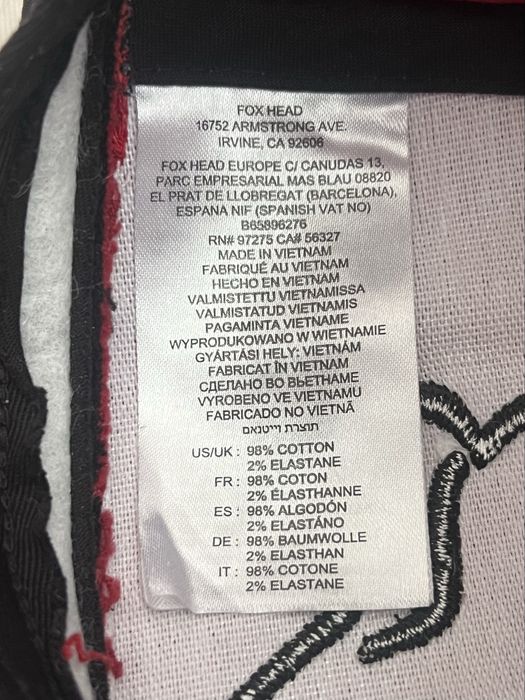 FOX HEAD
16752 ARMSTRONG AVE.
IRVINE, CA 92606
FOX HEAD EUROPE C/ CANUDAS 13,
PARC EMPRESARIAL MAS BLAU 08820
EL PRAT DE LLOBREGAT (BARCELONA),
ESPANA NIF (SPANISH VAT NO)
B65896276
RN# 97275 CA# 56327
MADE IN VIETNAM
FABRIQUÉ AU VIETNAM
HECHO EN VIETNAM
VALMISTETTU VIETNAMISSA
VALMISTATUD VIETNAMIS
PAGAMINTA VIETNAME
WYPRODUKOWANO W WIETNAMIE
GYÁRTÁSI HELY: VIETNÁM
FABRICAT ÎN VIETNAM
СДЕЛАНО ВО ВЬЕТНАМЕ
VYROBENO VE VIETNAMU
FABRICADO NO VIETNÃ
תוצרת וייטנאם
US/UK : 98% COTTON
2% ELASTANE
FR : 98% COTON
2% ÉLASTHANNE
ES : 98% ALGODÓN
2% ELASTÁNO
DE : 98% BAUMWOLLE
2% ELASTHAN
IT : 98% COTONE
2% ELASTANE